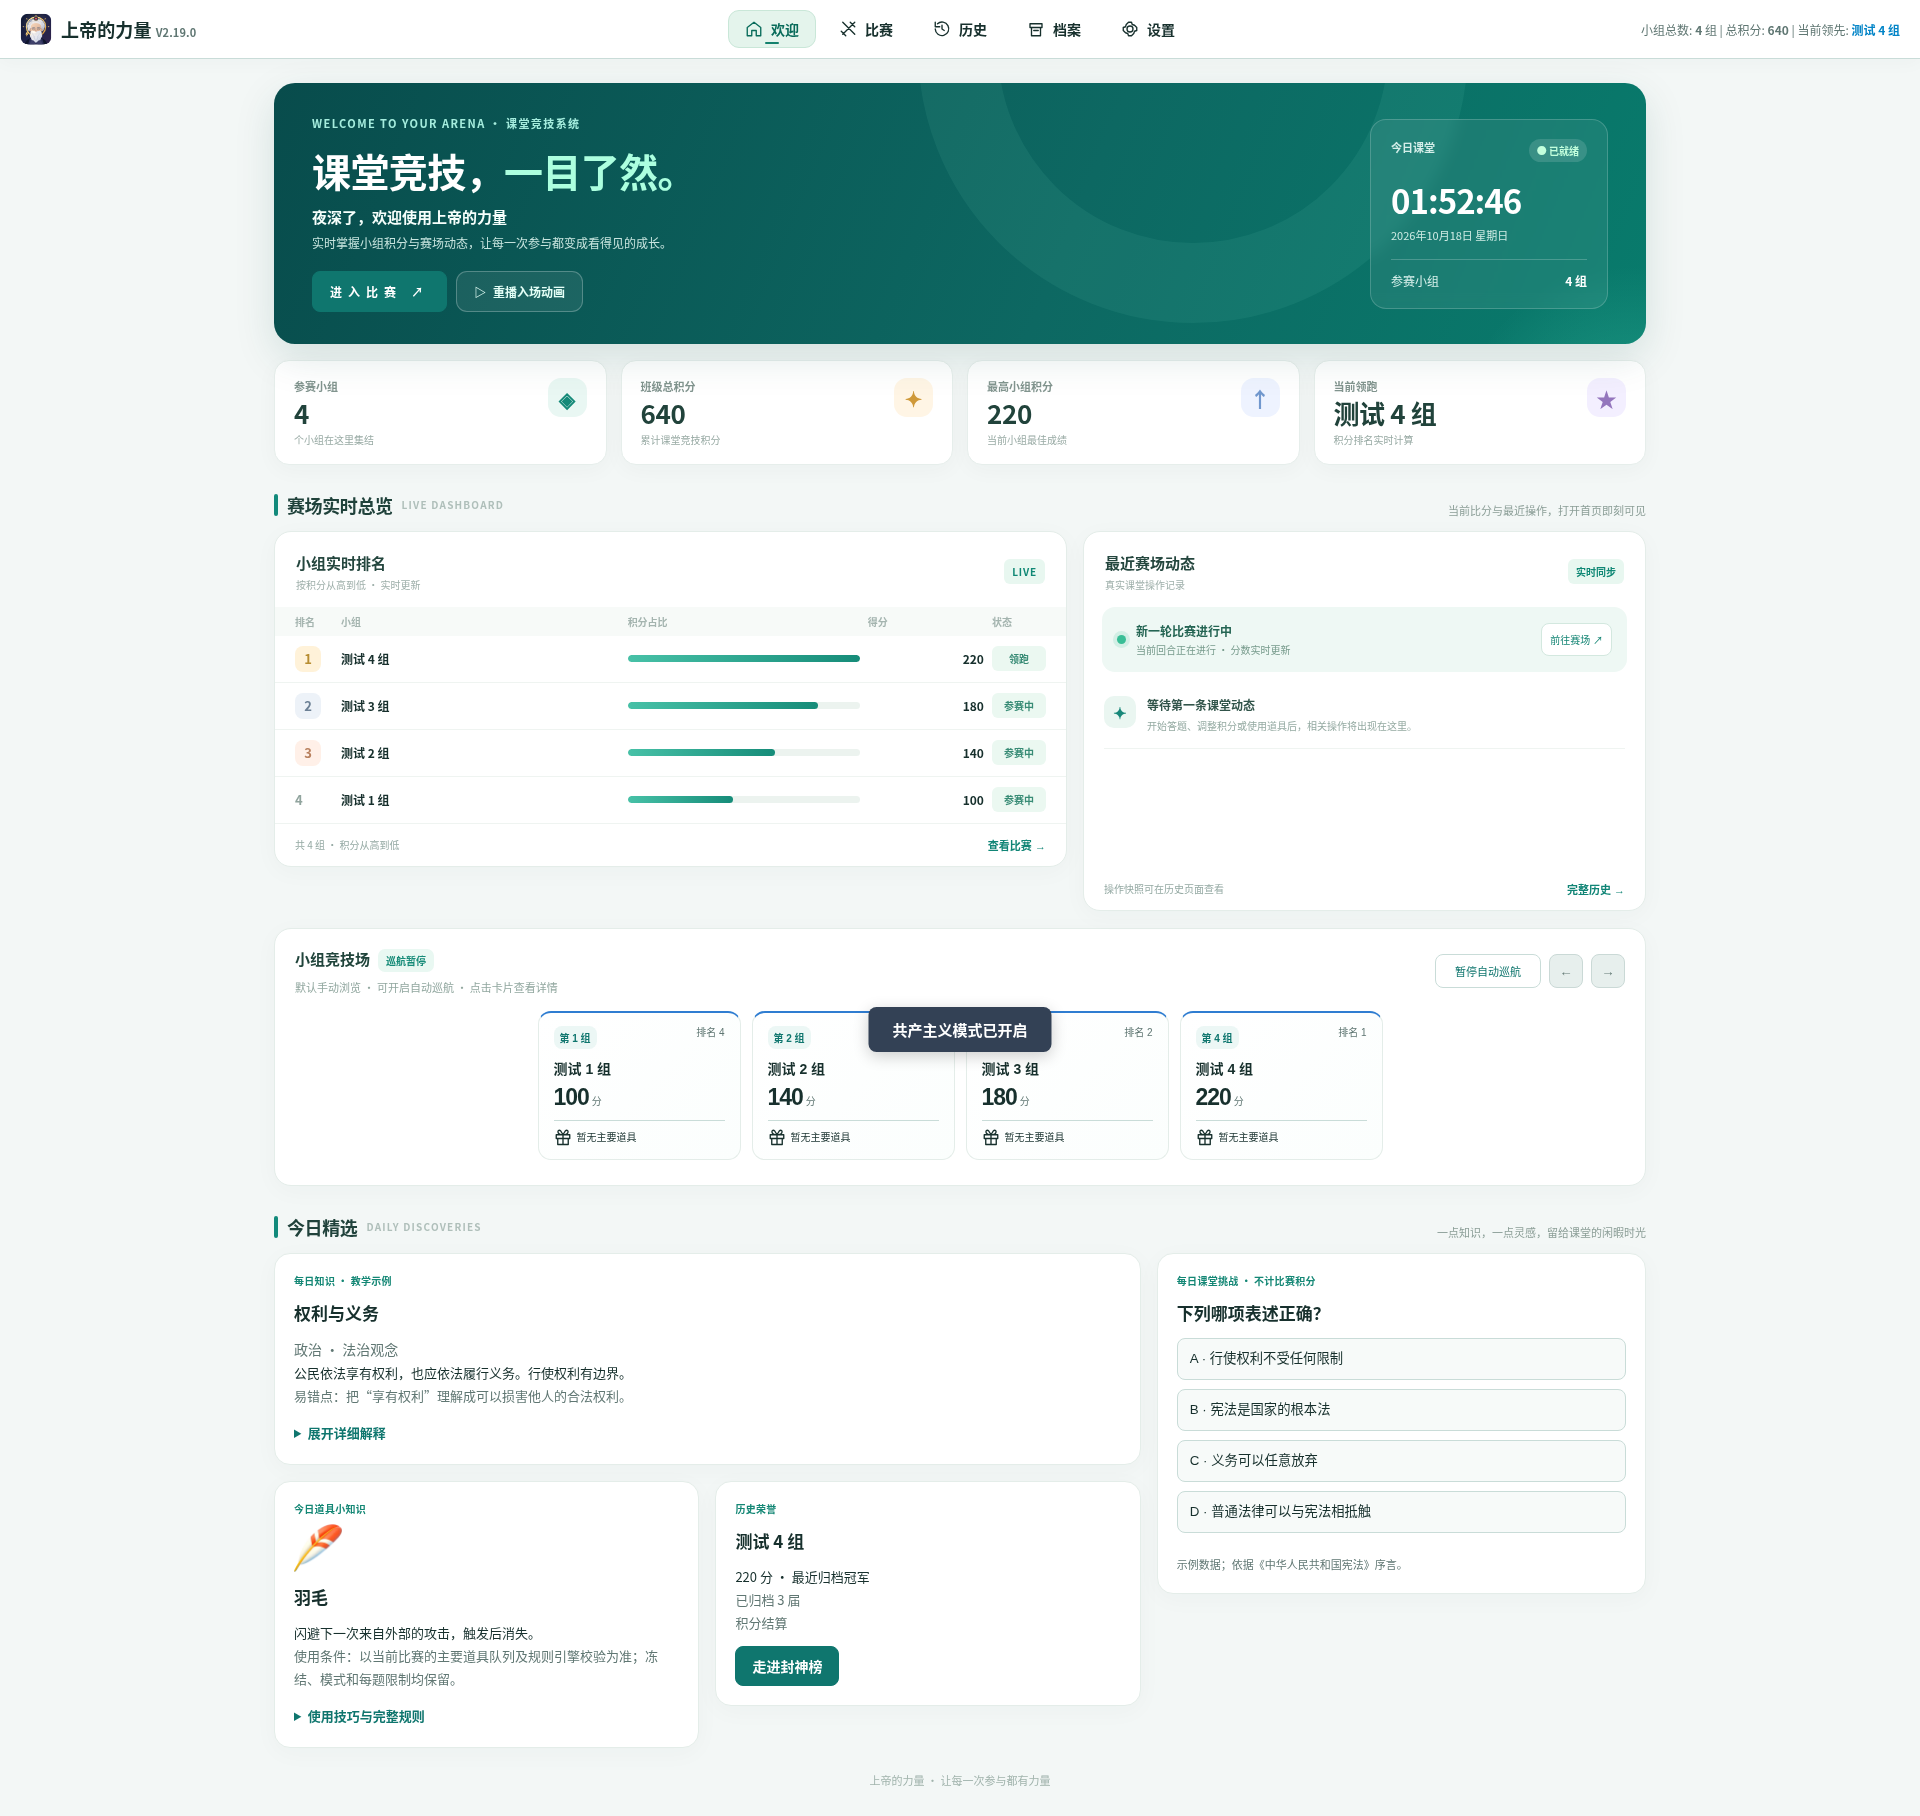 上帝的力量 V2.19.0
欢迎
比赛
历史
档案
设置
小组总数: 4 组 | 总积分: 640 | 当前领先: 测试 4 组
WELCOME TO YOUR ARENA · 课堂竞技系统
课堂竞技，一目了然。
夜深了，欢迎使用上帝的力量
实时掌握小组积分与赛场动态，让每一次参与都变成看得见的成长。
进入比赛 ↗
▷ 重播入场动画
今日课堂
已就绪
01:52:46
2026年10月18日 星期日
参赛小组
4 组
参赛小组
4
个小组在这里集结
班级总积分
640
累计课堂竞技积分
最高小组积分
220
当前小组最佳成绩
当前领跑
测试 4 组
积分排名实时计算
赛场实时总览 LIVE DASHBOARD
当前比分与最近操作，打开首页即刻可见
小组实时排名
按积分从高到低 · 实时更新
LIVE
排名 小组 积分占比 得分 状态
1 测试 4 组 220 领跑
2 测试 3 组 180 参赛中
3 测试 2 组 140 参赛中
4 测试 1 组 100 参赛中
共 4 组 · 积分从高到低
查看比赛 →
最近赛场动态
真实课堂操作记录
实时同步
新一轮比赛进行中
当前回合正在进行 · 分数实时更新
前往赛场 ↗
等待第一条课堂动态
开始答题、调整积分或使用道具后，相关操作将出现在这里。
操作快照可在历史页面查看
完整历史 →
小组竞技场 巡航暂停
默认手动浏览 · 可开启自动巡航 · 点击卡片查看详情
暂停自动巡航
←
→
第 1 组 排名 4
测试 1 组
100 分
暂无主要道具
第 2 组
测试 2 组
140 分
暂无主要道具
共产主义模式已开启
排名 2
测试 3 组
180 分
暂无主要道具
第 4 组 排名 1
测试 4 组
220 分
暂无主要道具
今日精选 DAILY DISCOVERIES
一点知识，一点灵感，留给课堂的闲暇时光
每日知识 · 教学示例
权利与义务
政治 · 法治观念
公民依法享有权利，也应依法履行义务。行使权利有边界。
易错点：把“享有权利”理解成可以损害他人的合法权利。
▶ 展开详细解释
每日课堂挑战 · 不计比赛积分
下列哪项表述正确？
A · 行使权利不受任何限制
B · 宪法是国家的根本法
C · 义务可以任意放弃
D · 普通法律可以与宪法相抵触
示例数据；依据《中华人民共和国宪法》序言。
今日道具小知识
羽毛
闪避下一次来自外部的攻击，触发后消失。
使用条件：以当前比赛的主要道具队列及规则引擎校验为准；冻
结、模式和每题限制均保留。
▶ 使用技巧与完整规则
历史荣誉
测试 4 组
220 分 · 最近归档冠军
已归档 3 届
积分结算
走进封神榜
上帝的力量 · 让每一次参与都有力量